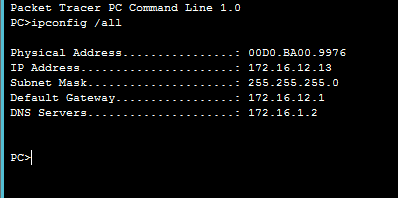 Packet Tracer PC Command Line 1.0
PC>ipconfig /all
Physical Address................: 00D0.BA00.9976
IP Address......................: 172.16.12.13
Subnet Mask.....................: 255.255.255.0
Default Gateway.................: 172.16.12.1
DNS Servers.....................: 172.16.1.2
PC>